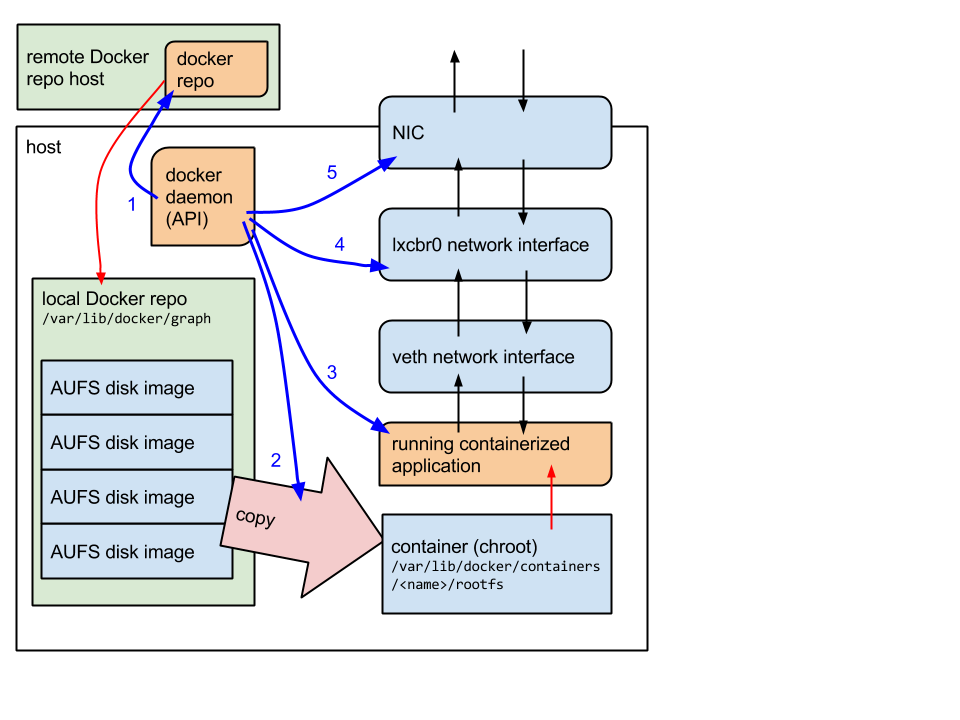 remote Docker
repo host
docker
repo
host
NIC
docker
daemon
(API)
1
5
4
lxcbr0 network interface
local Docker repo
/var/lib/docker/graph
veth network interface
3
AUFS disk image
AUFS disk image
AUFS disk image
AUFS disk image
2
copy
running containerized
application
container (chroot)
/var/lib/docker/containers
/<name>/rootfs